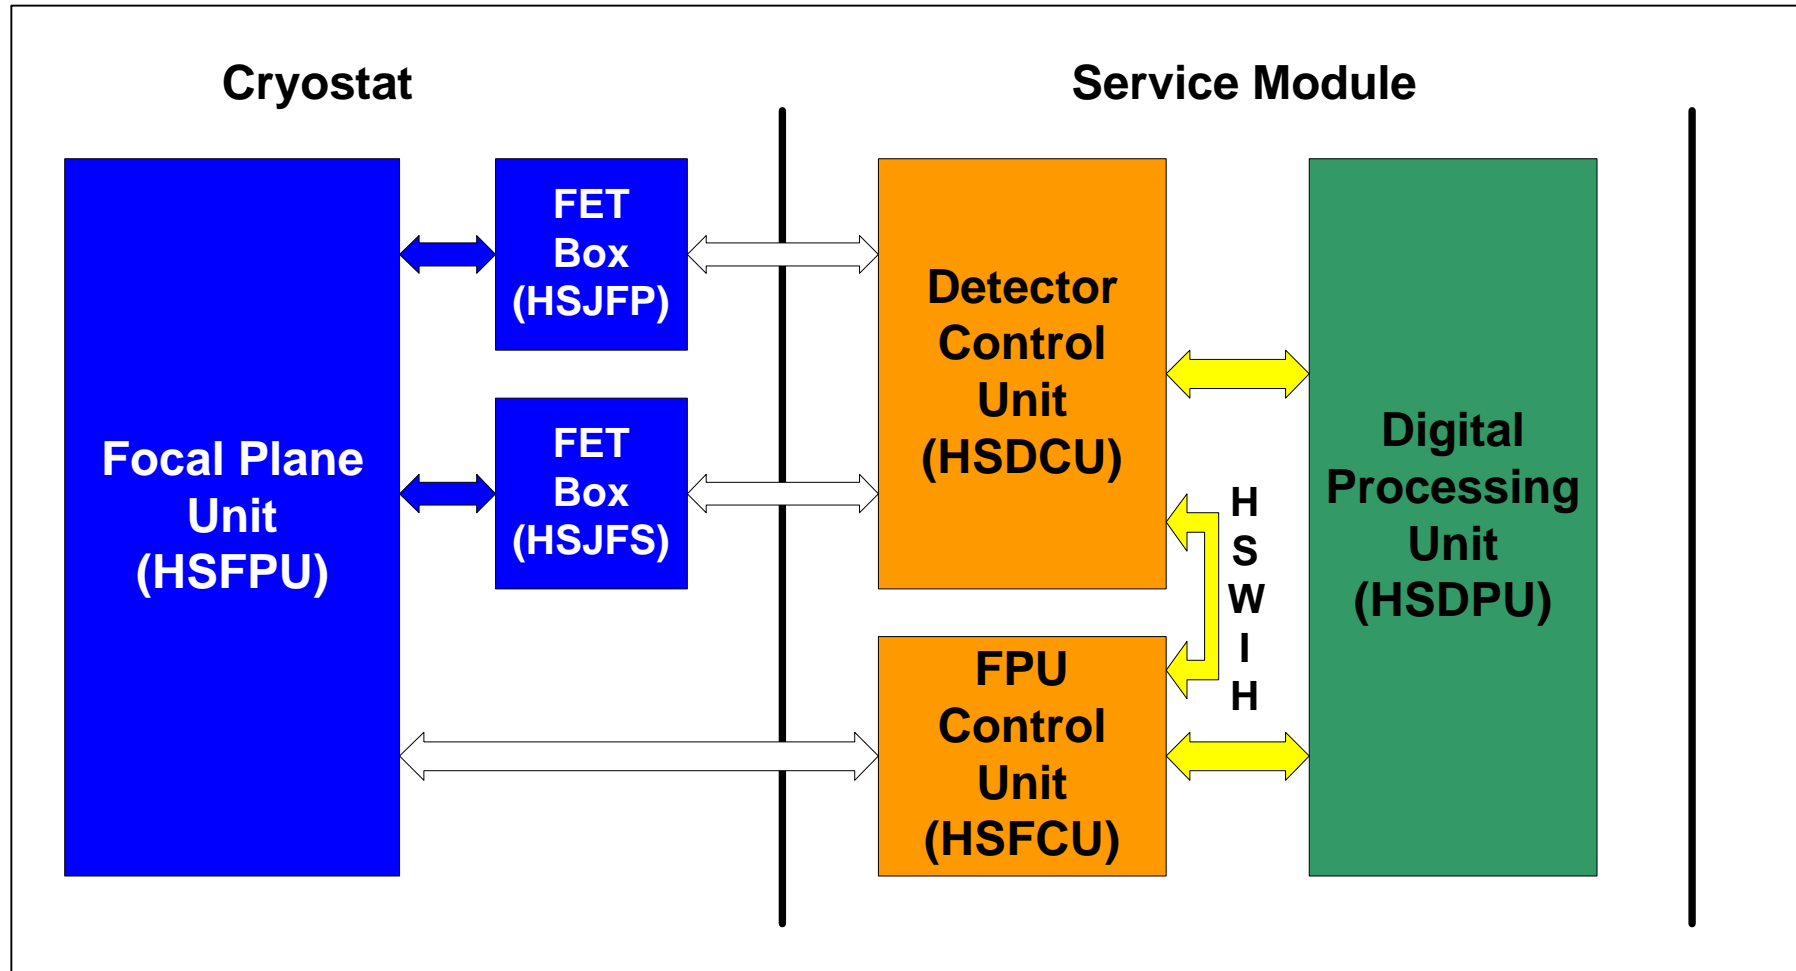 Cryostat
Service Module
Focal Plane
Unit
(HSFPU)
FET
Box
(HSJFP)
FET
Box
(HSJFS)
Detector
Control
Unit
(HSDCU)
FPU
Control
Unit
(HSFCU)
H
S
W
I
H
Digital
Processing
Unit
(HSDPU)